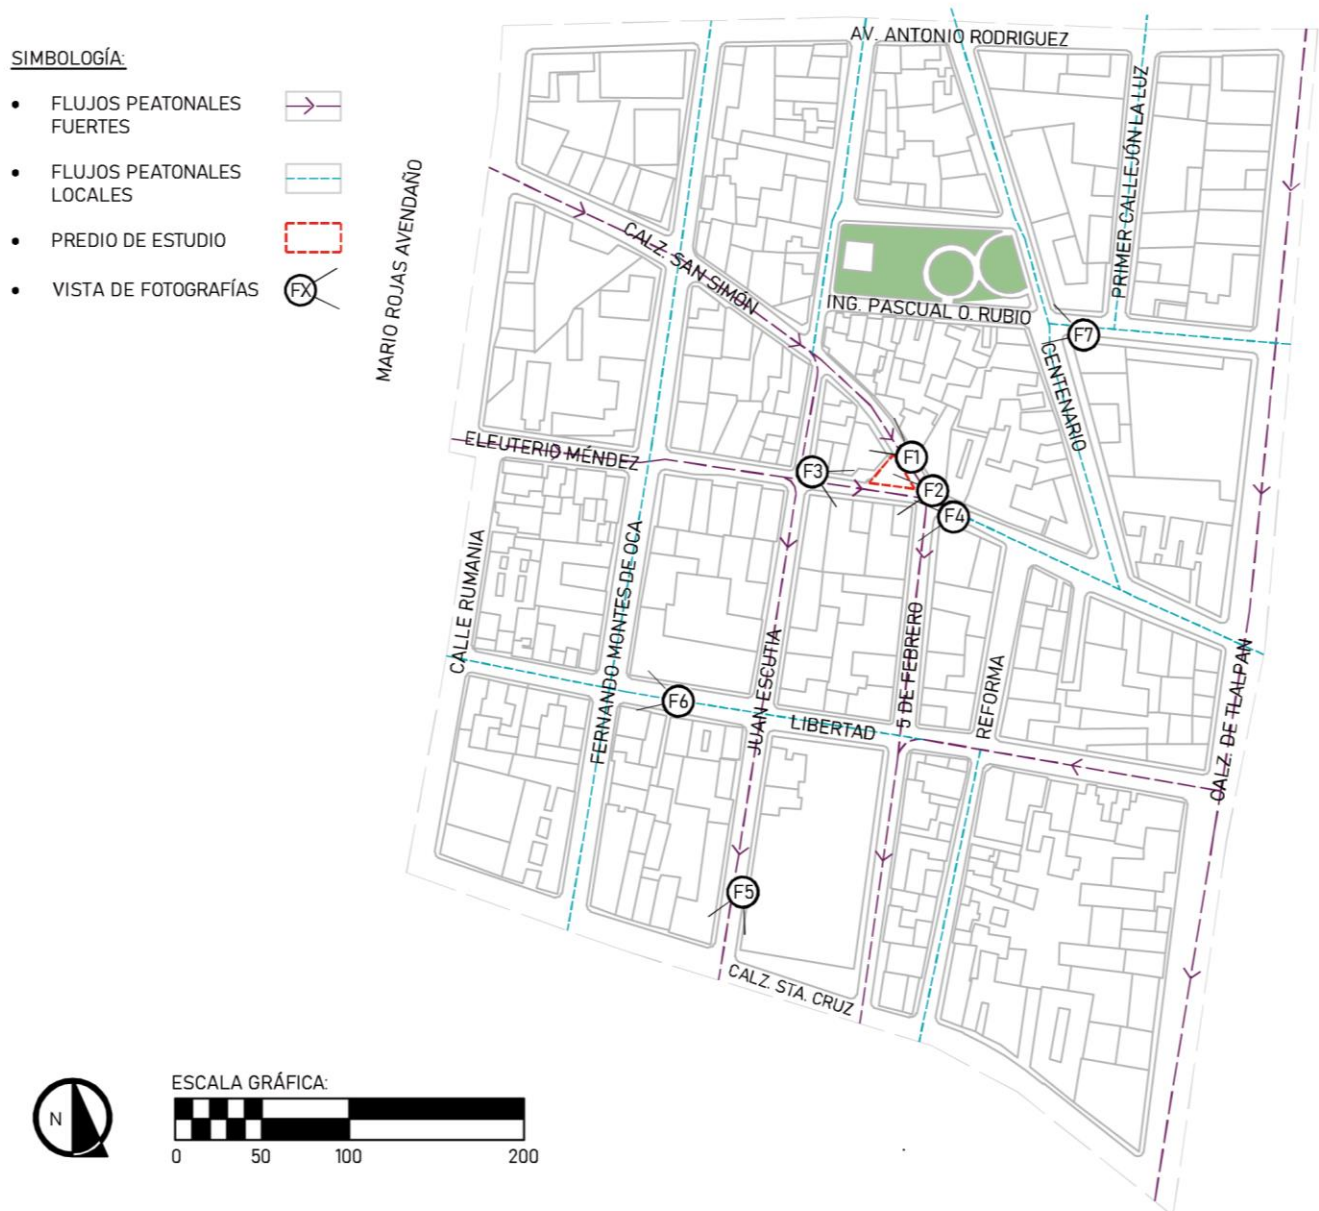 SIMBOLOGÍA:
• FLUJOS PEATONALES
FUERTES
• FLUJOS PEATONALES
LOCALES
• PREDIO DE ESTUDIO
• VISTA DE FOTOGRAFÍAS
FX
AV. ANTONIO RODRIGUEZ
PRIMER CALLEJÓN LA LUZ
MARIO ROJAS AVENDAÑO
CALZ. SAN SIMÓN
ING. PASCUAL O. RUBIO
F7
CENTENARIO
ELEUTERIO MÉNDEZ
F1
F3
F2
F4
CALLE RUMANIA
FERNANDO MONTES DE OCA
JUAN ESCUTIA
5 DE FEBRERO
REFORMA
CALZ. DE TLALPAN
F6
LIBERTAD
F5
CALZ. STA. CRUZ
N
ESCALA GRÁFICA:
0 50 100 200